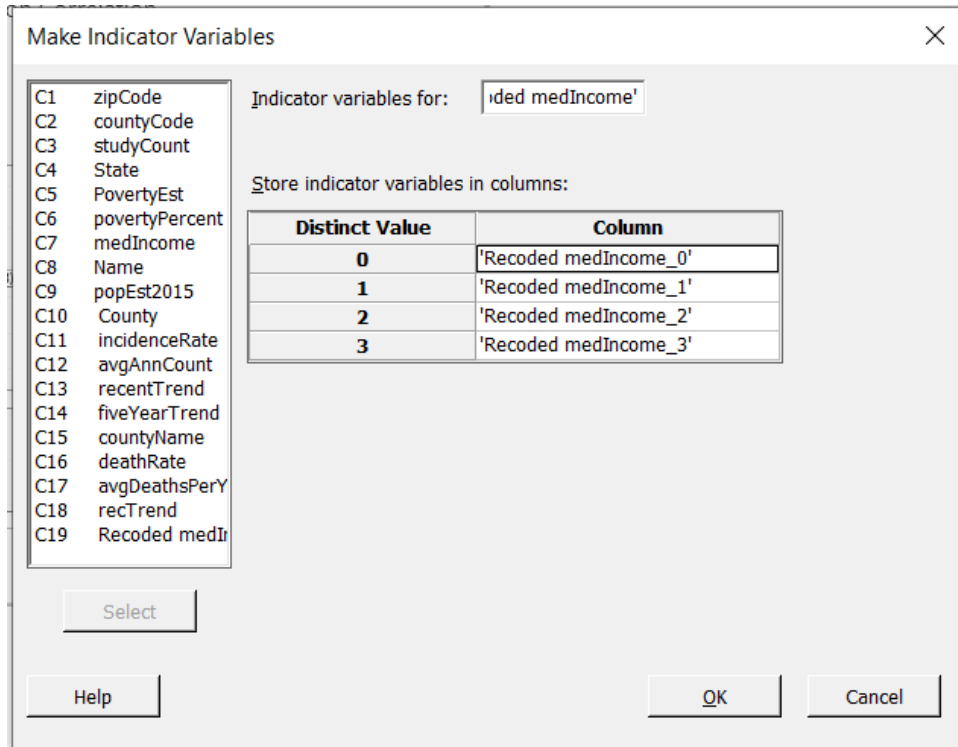 Make Indicator Variables
C1 zipCode
C2 countyCode
C3 studyCount
C4 State
C5 PovertyEst
C6 povertyPercent
C7 medIncome
C8 Name
C9 popEst2015
C10 County
C11 incidenceRate
C12 avgAnnCount
C13 recentTrend
C14 fiveYearTrend
C15 countyName
C16 deathRate
C17 avgDeathsPerY
C18 recTrend
C19 Recoded medI
Select
Indicator variables for: oded medIncome'
Store indicator variables in columns:
Distinct Value Column
0 'Recoded medIncome_0'
1 'Recoded medIncome_1'
2 'Recoded medIncome_2'
3 'Recoded medIncome_3'
Help OK Cancel